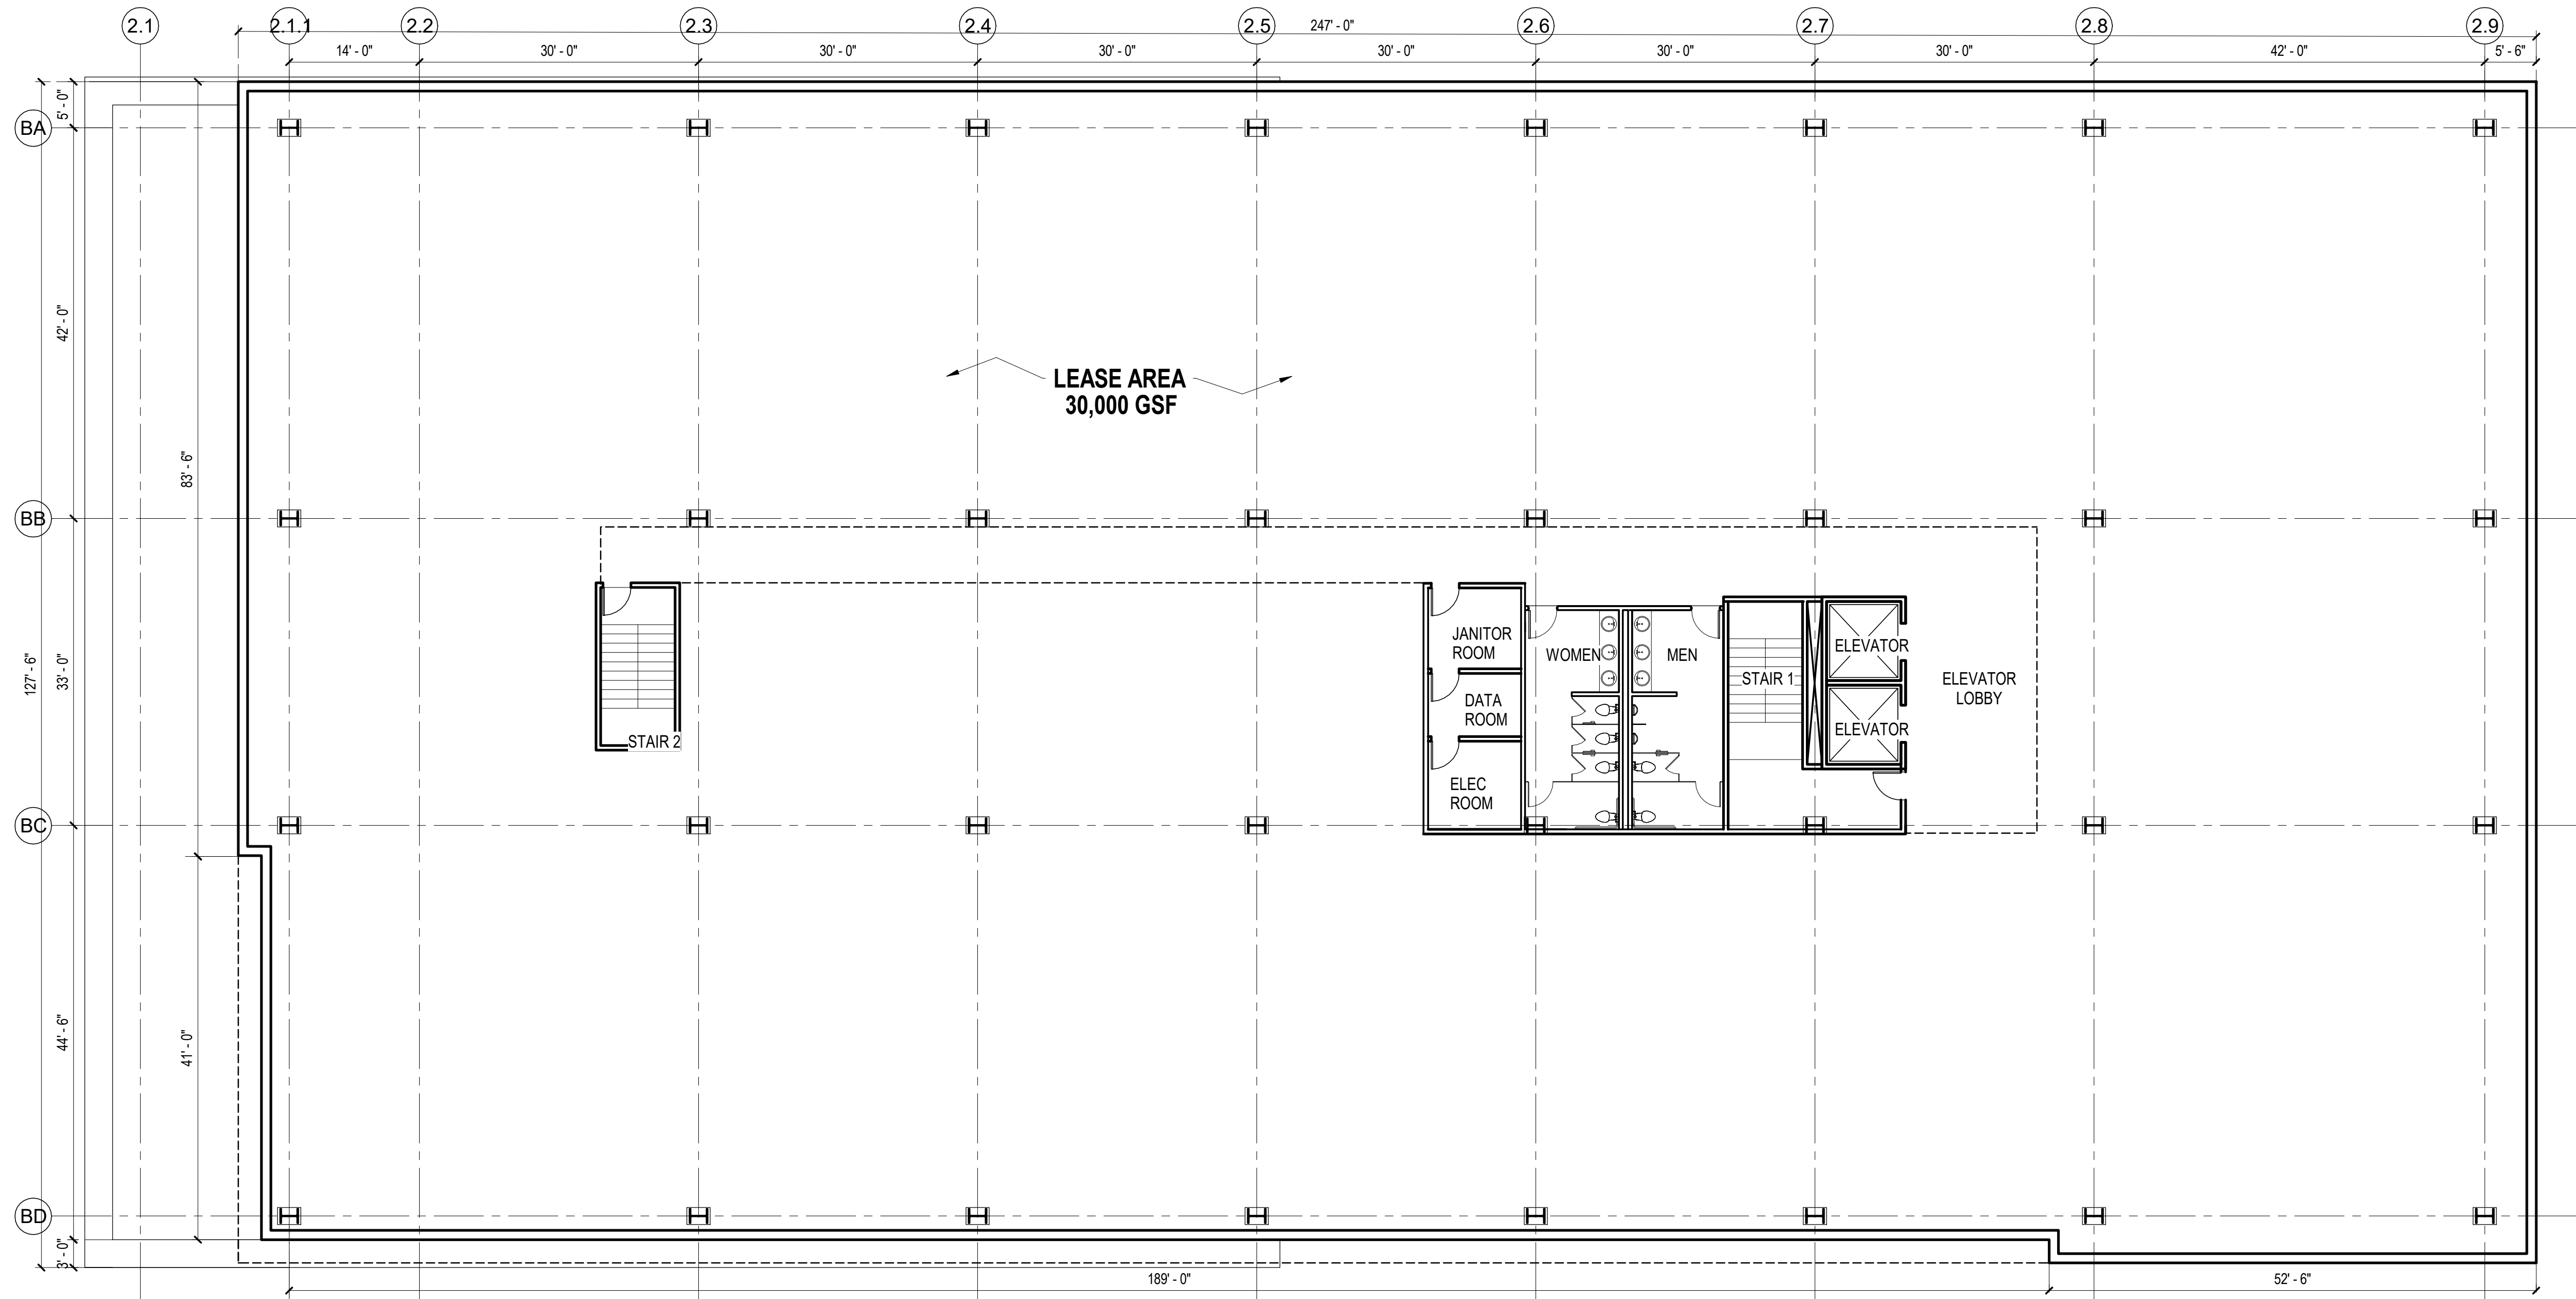 2.1
2.1.1
2.2
2.3
2.4
2.5
2.6
2.7
2.8
2.9
247' - 0"
14' - 0"
30' - 0"
30' - 0"
30' - 0"
30' - 0"
30' - 0"
30' - 0"
42' - 0"
5' - 6"
5' - 0"
BA
42' - 0"
LEASE AREA
30,000 GSF
83' - 6"
BB
127' - 6"
33' - 0"
JANITOR
ROOM
WOMEN
MEN
ELEVATOR
STAIR 1
ELEVATOR
LOBBY
DATA
ROOM
ELEVATOR
STAIR 2
ELEC
ROOM
BC
44' - 6"
41' - 0"
BD
3' - 0"
189' - 0"
52' - 6"